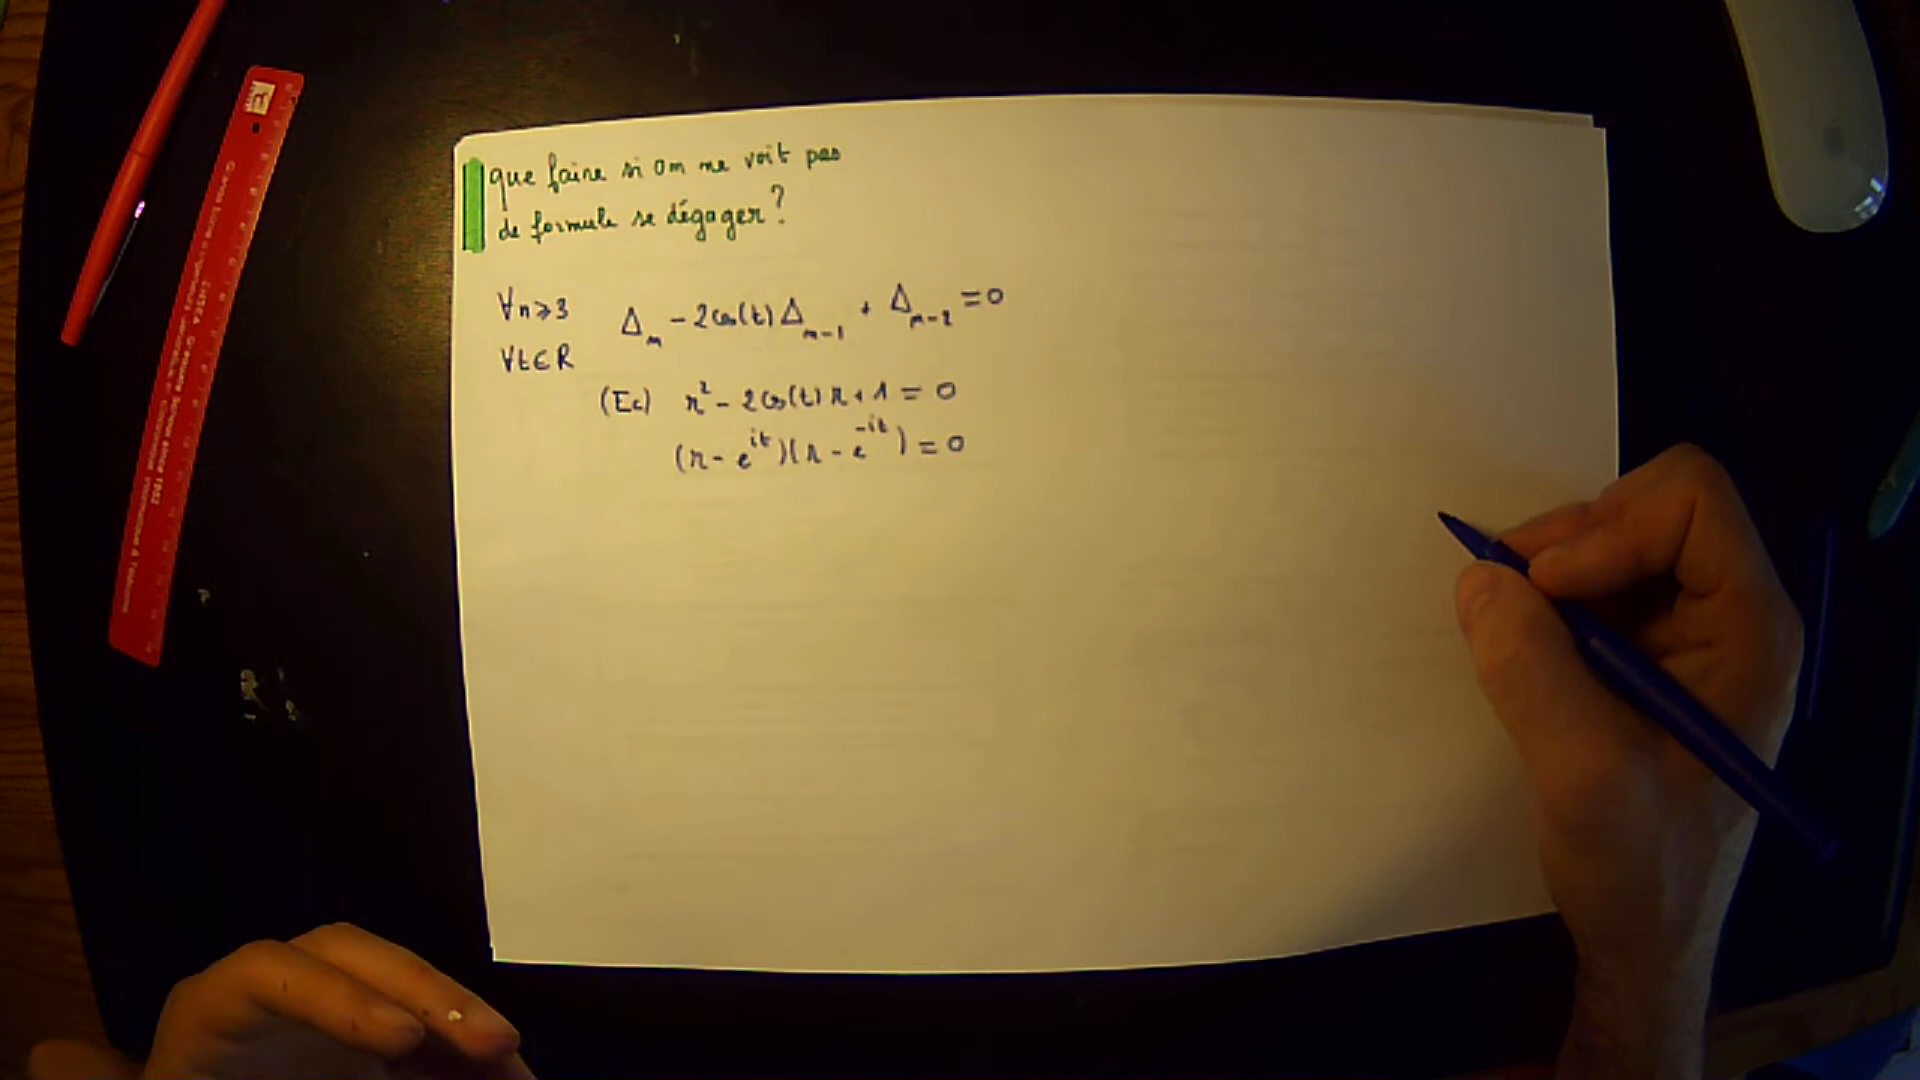 que faire si on ne voit pas
de formule se dégager ?
∀n≥3 Δₙ - 2cos(t) Δₙ₋₁ + Δₙ₋₂ = 0
∀t∈R
(Ec) r² - 2cos(t) r + 1 = 0
(r - e^{it})(r - e^{-it}) = 0